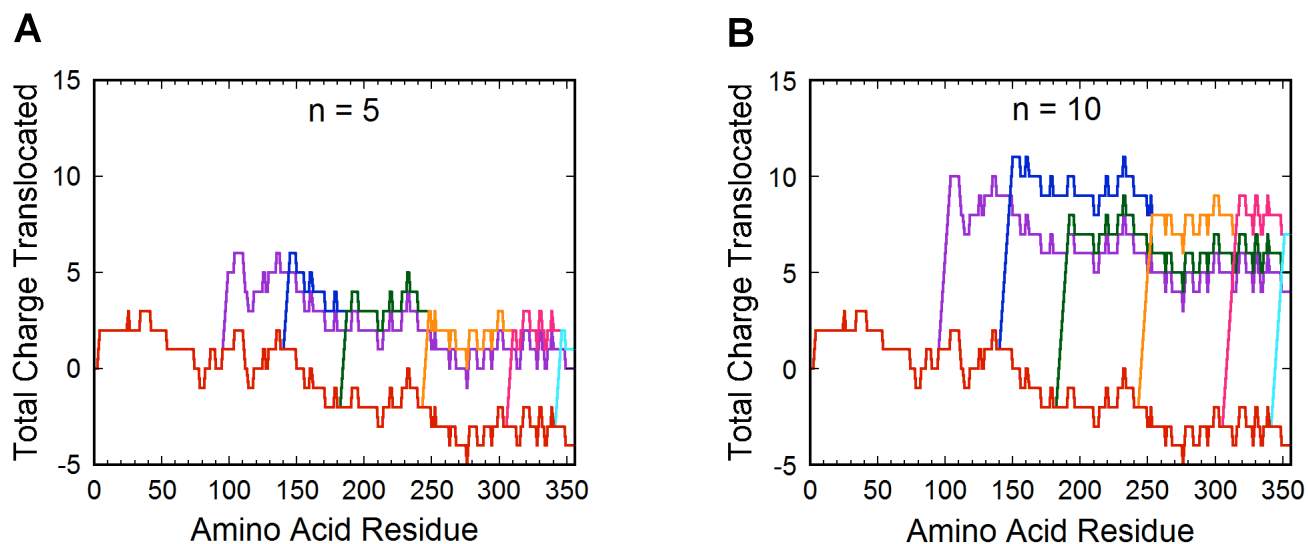 A
Total Charge Translocated
15
10
5
0
-5
n = 5
0 50 100 150 200 250 300 350
Amino Acid Residue
B
Total Charge Translocated
15
10
5
0
-5
n = 10
0 50 100 150 200 250 300 350
Amino Acid Residue